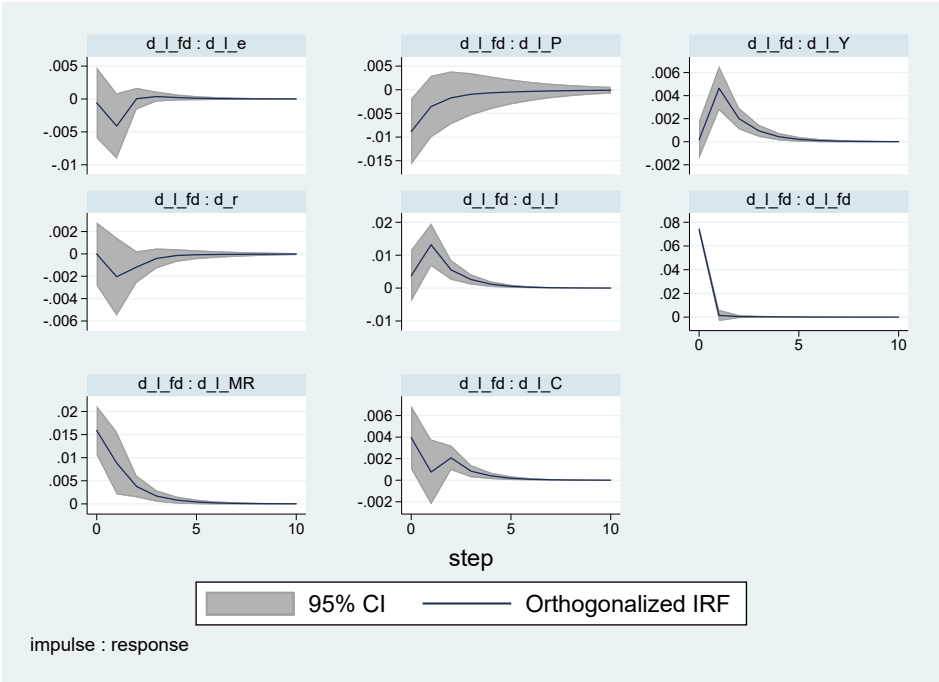 d_l_fd : d_l_e
.005
0
-.005
-.01
d_l_fd : d_l_P
.005
0
-.005
-.01
-.015
d_l_fd : d_l_Y
.006
.004
.002
0
-.002
d_l_fd : d_r
.002
0
-.002
-.004
-.006
d_l_fd : d_l_I
.02
.01
0
-.01
d_l_fd : d_l_fd
.08
.06
.04
.02
0
0 5 10
d_l_fd : d_l_MR
.02
.015
.01
.005
0
0 5 10
d_l_fd : d_l_C
.006
.004
.002
0
-.002
0 5 10
step
95% CI Orthogonalized IRF
impulse : response